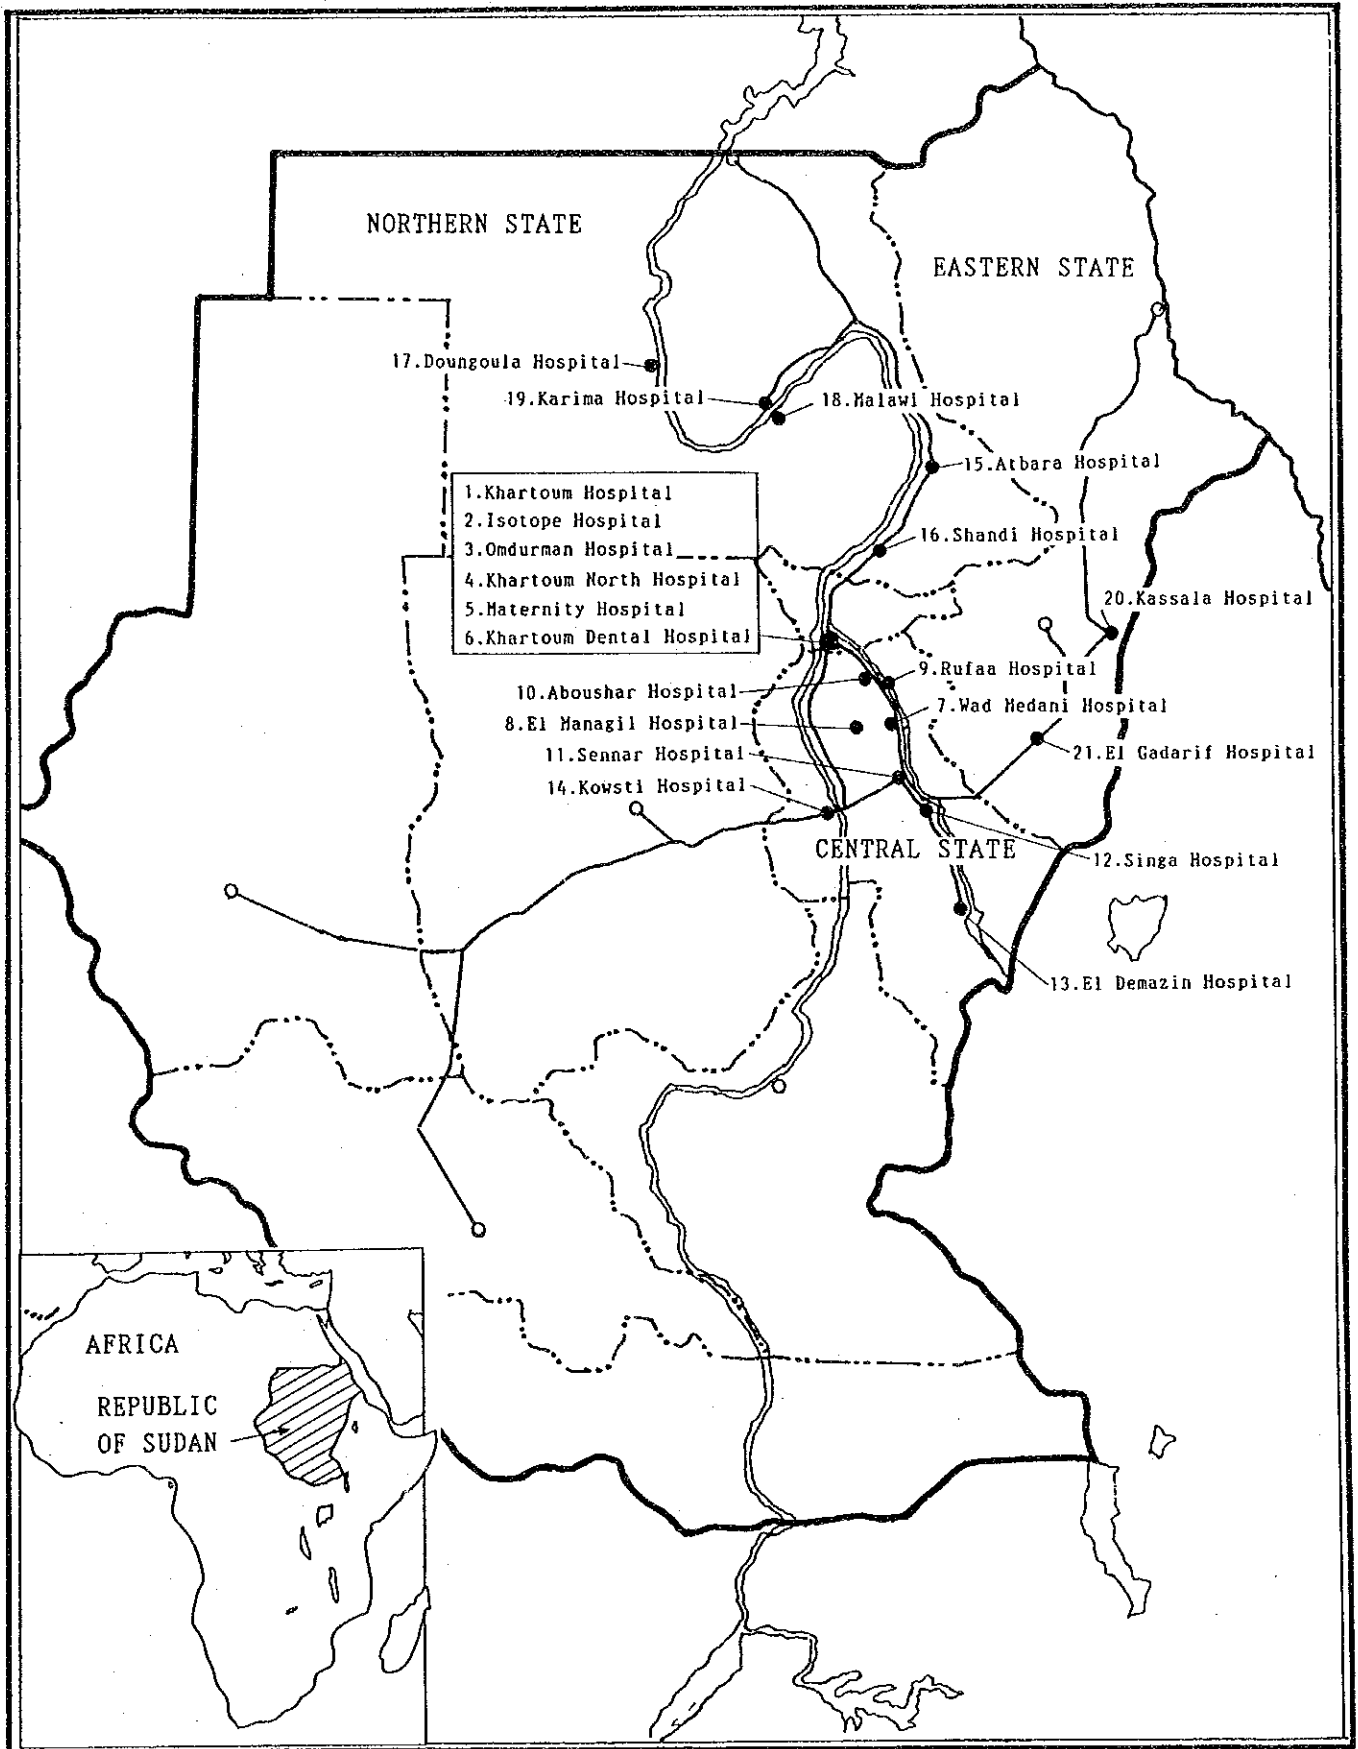 NORTHERN STATE
EASTERN STATE
17.Doungoula Hospital
19.Karima Hospital
18.Malawi Hospital
15.Atbara Hospital
1.Khartoum Hospital
2.Isotope Hospital
3.Omdurman Hospital
4.Khartoum North Hospital
5.Maternity Hospital
6.Khartoum Dental Hospital
16.Shandi Hospital
20.Kassala Hospital
9.Rufaa Hospital
10.Aboushar Hospital
7.Wad Medani Hospital
8.El Managil Hospital
11.Sennar Hospital
21.El Gadarif Hospital
14.Kowsti Hospital
CENTRAL STATE
12.Singa Hospital
13.El Demazin Hospital
AFRICA
REPUBLIC
OF SUDAN